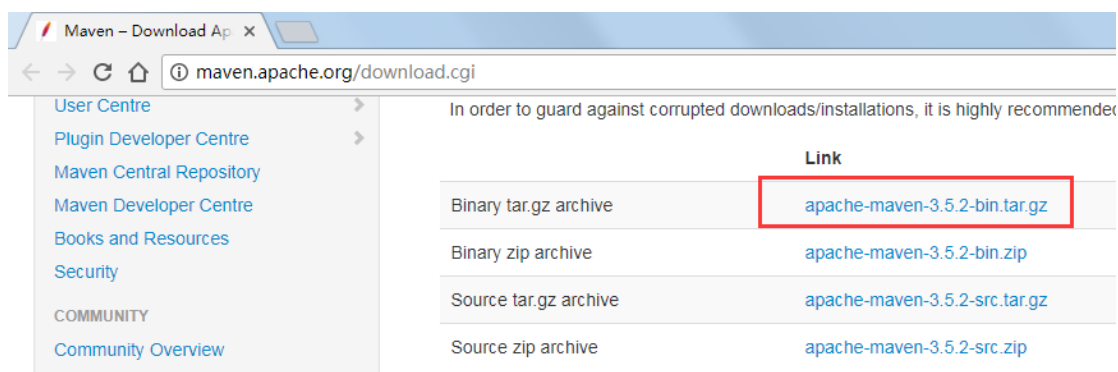 Maven – Download Ap
maven.apache.org/download.cgi
User Centre
Plugin Developer Centre
Maven Central Repository
Maven Developer Centre
Books and Resources
Security
COMMUNITY
Community Overview
In order to guard against corrupted downloads/installations, it is highly recommended
Link
Binary tar.gz archive apache-maven-3.5.2-bin.tar.gz
Binary zip archive apache-maven-3.5.2-bin.zip
Source tar.gz archive apache-maven-3.5.2-src.tar.gz
Source zip archive apache-maven-3.5.2-src.zip